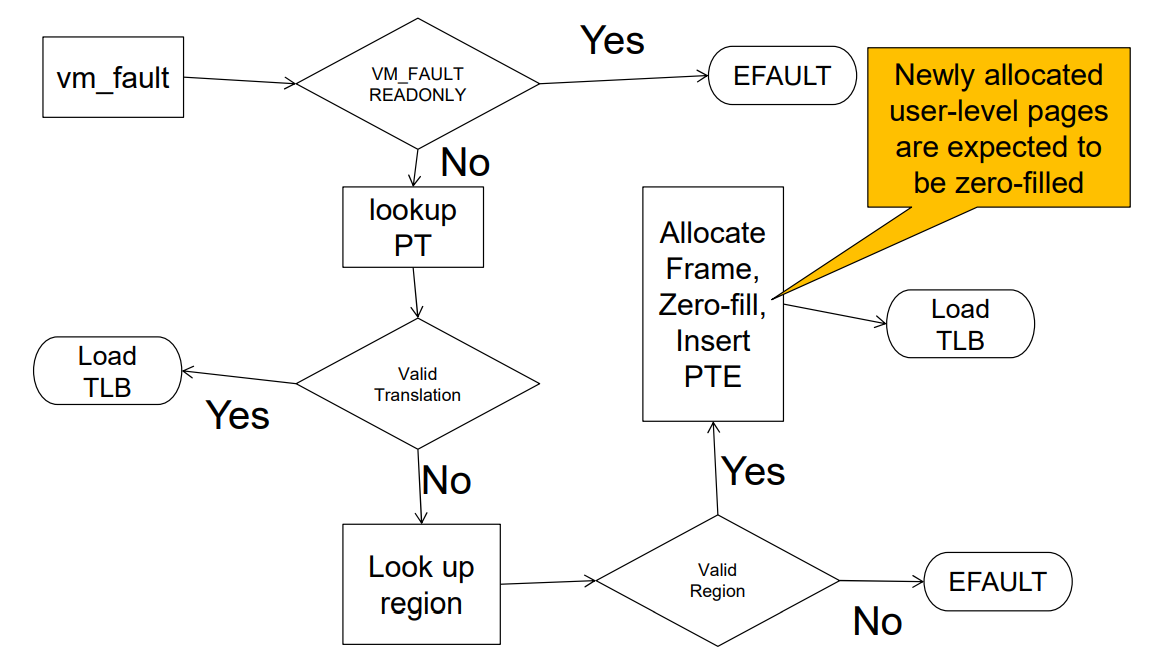 vm_fault
VM_FAULT
READONLY
Yes
EFAULT
Newly allocated
user-level pages
are expected to
be zero-filled
No
lookup
PT
Allocate
Frame,
Zero-fill,
Insert
PTE
Load
TLB
Load
TLB
Valid
Translation
Yes
No
Yes
Look up
region
Valid
Region
EFAULT
No